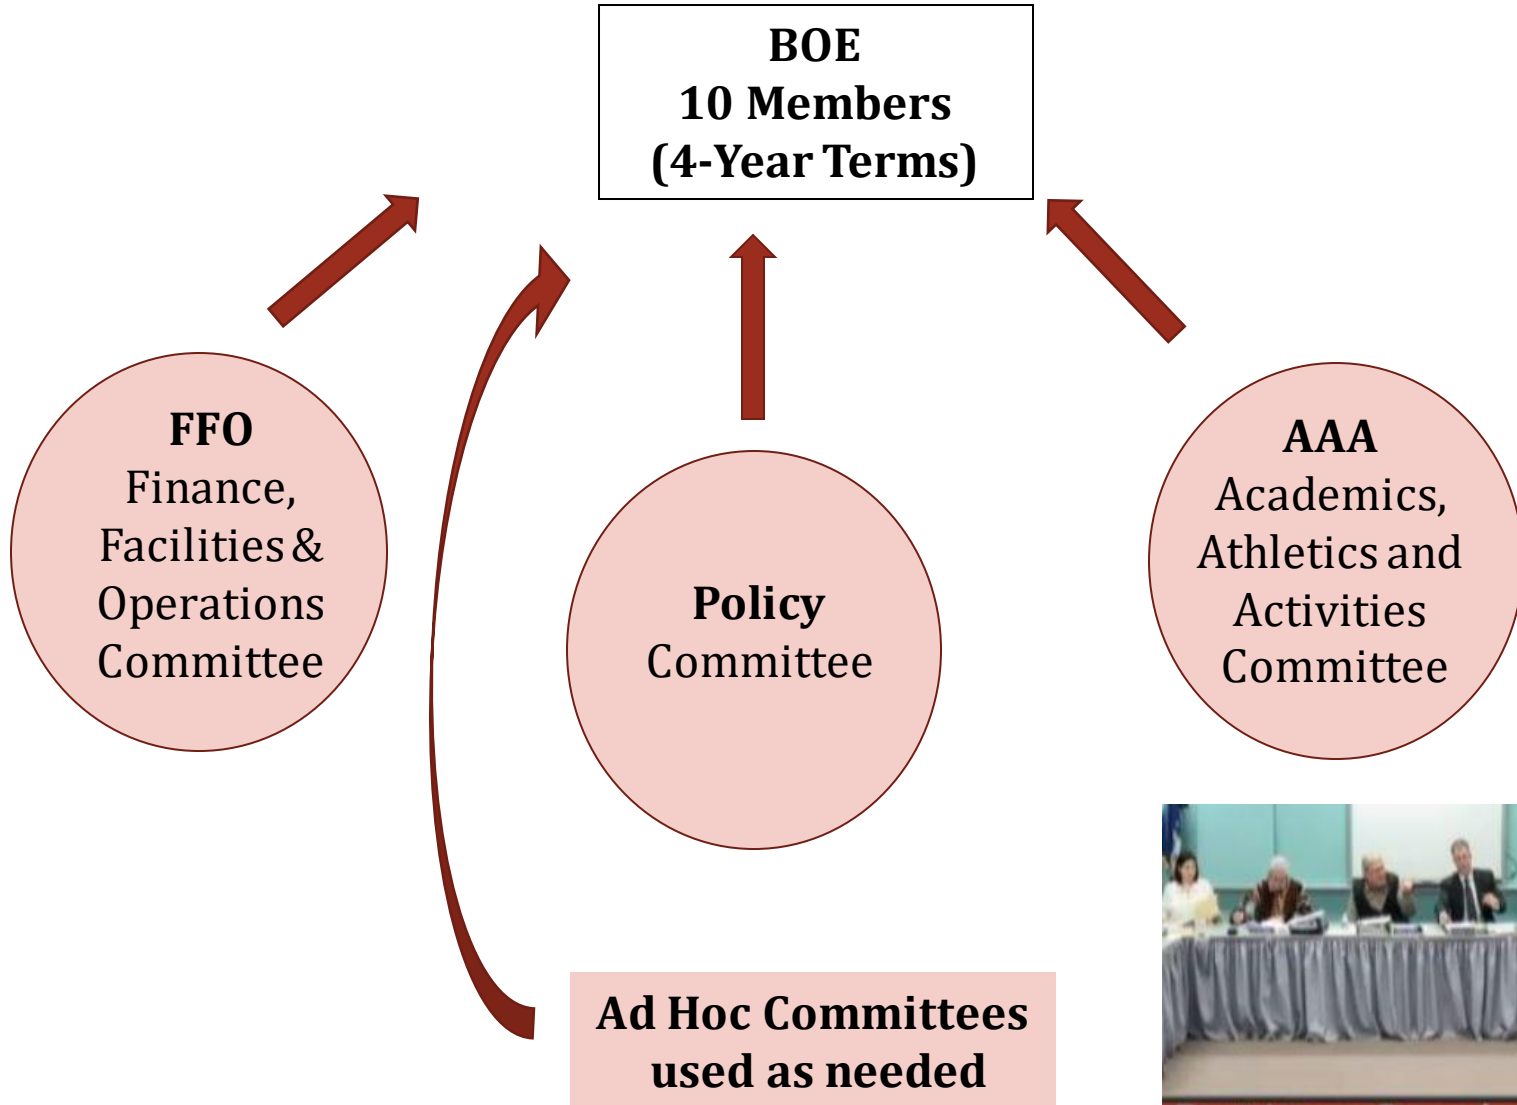 BOE
10 Members
(4-Year Terms)
FFO
Finance,
Facilities &
Operations
Committee
Policy
Committee
AAA
Academics,
Athletics and
Activities
Committee
Ad Hoc Committees
used as needed